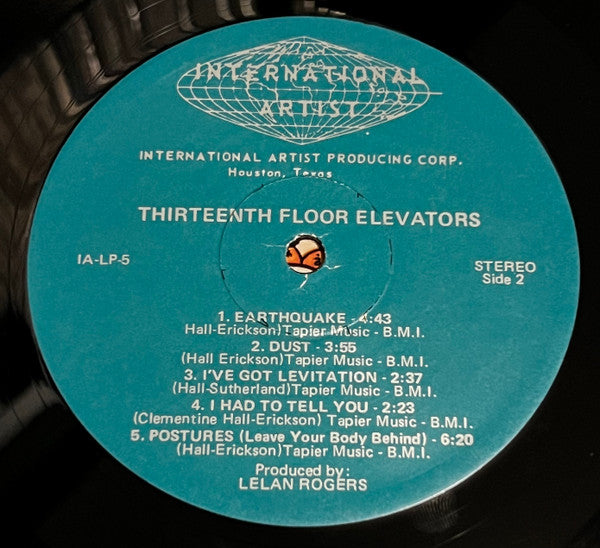 INTERNATIONAL
ARTIST
INTERNATIONAL ARTIST PRODUCING CORP.
Houston, Texas
THIRTEENTH FLOOR ELEVATORS
IA-LP-5
STEREO
Side 2
1. EARTHQUAKE - 4:43
Hall-Erickson)Tapier Music - B.M.I.
2. DUST - 3:55
(Hall Erickson)Tapier Music - B.M.I.
3. I'VE GOT LEVITATION - 2:37
(Hall-Sutherland)Tapier Music - B.M.I.
4. I HAD TO TELL YOU - 2:23
(Clementine Hall-Erickson) Tapier Music - B.M.I.
5. POSTURES (Leave Your Body Behind) - 6:20
(Hall-Erickson)Tapier Music - B.M.I.
Produced by:
LELAN ROGERS